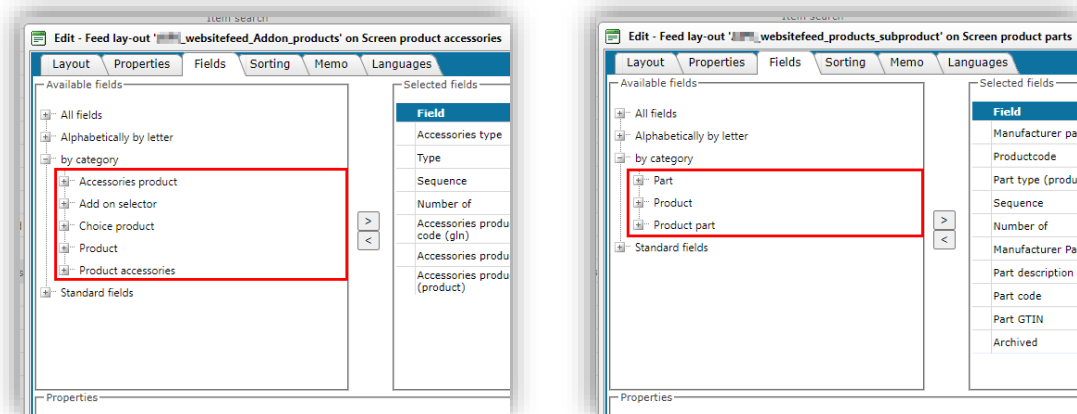 Item search
Edit - Feed lay-out '_websitefeed_Addon_products' on Screen product accessories
Layout Properties Fields Sorting Memo Languages
Available fields
All fields
Alphabetically by letter
by category
Accessories product
Add on selector
Choice product
Product
Product accessories
Standard fields
>
<
Selected fields
Field
Accessories type
Type
Sequence
Number of
Accessories produ
code (gln)
Accessories produ
Accessories produ
(product)
Properties
Item search
Edit - Feed lay-out '_websitefeed_products_subproduct' on Screen product parts
Layout Properties Fields Sorting Memo Languages
Available fields
All fields
Alphabetically by letter
by category
Part
Product
Product part
Standard fields
>
<
Selected fields
Field
Manufacturer pa
Productcode
Part type (produ
Sequence
Number of
Manufacturer Pa
Part description
Part code
Part GTIN
Archived
Properties